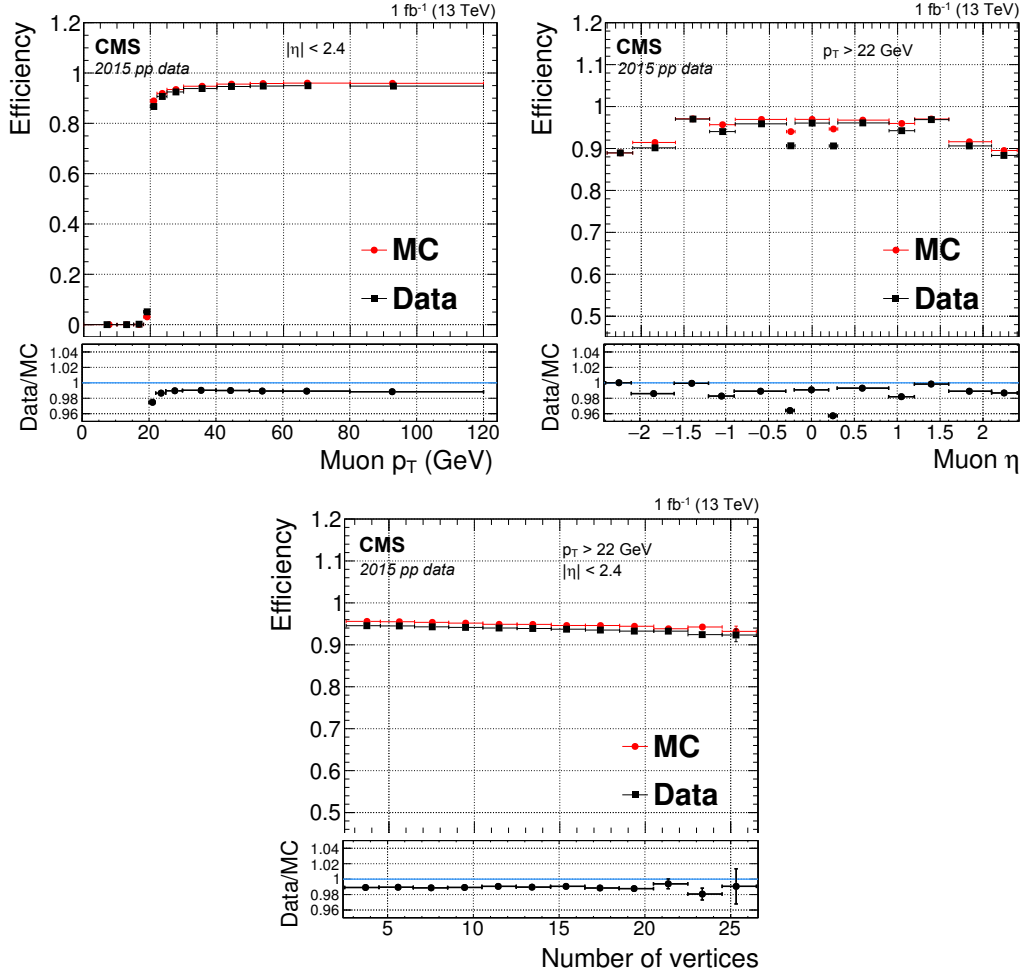 1 fb⁻¹ (13 TeV)
Efficiency
1.2
1
0.8
0.6
0.4
0.2
0
CMS
2015 pp data
|η| < 2.4
MC
Data
Data/MC
1.04
1.02
1
0.98
0.96
0 20 40 60 80 100 120
Muon p_T (GeV)
1 fb⁻¹ (13 TeV)
Efficiency
1.2
1.1
1
0.9
0.8
0.7
0.6
0.5
CMS
2015 pp data
p_T > 22 GeV
MC
Data
Data/MC
1.04
1.02
1
0.98
0.96
−2 −1.5 −1 −0.5 0 0.5 1 1.5 2
Muon η
1 fb⁻¹ (13 TeV)
Efficiency
1.2
1.1
1
0.9
0.8
0.7
0.6
0.5
CMS
2015 pp data
p_T > 22 GeV
|η| < 2.4
MC
Data
Data/MC
1.04
1.02
1
0.98
0.96
5 10 15 20 25
Number of vertices